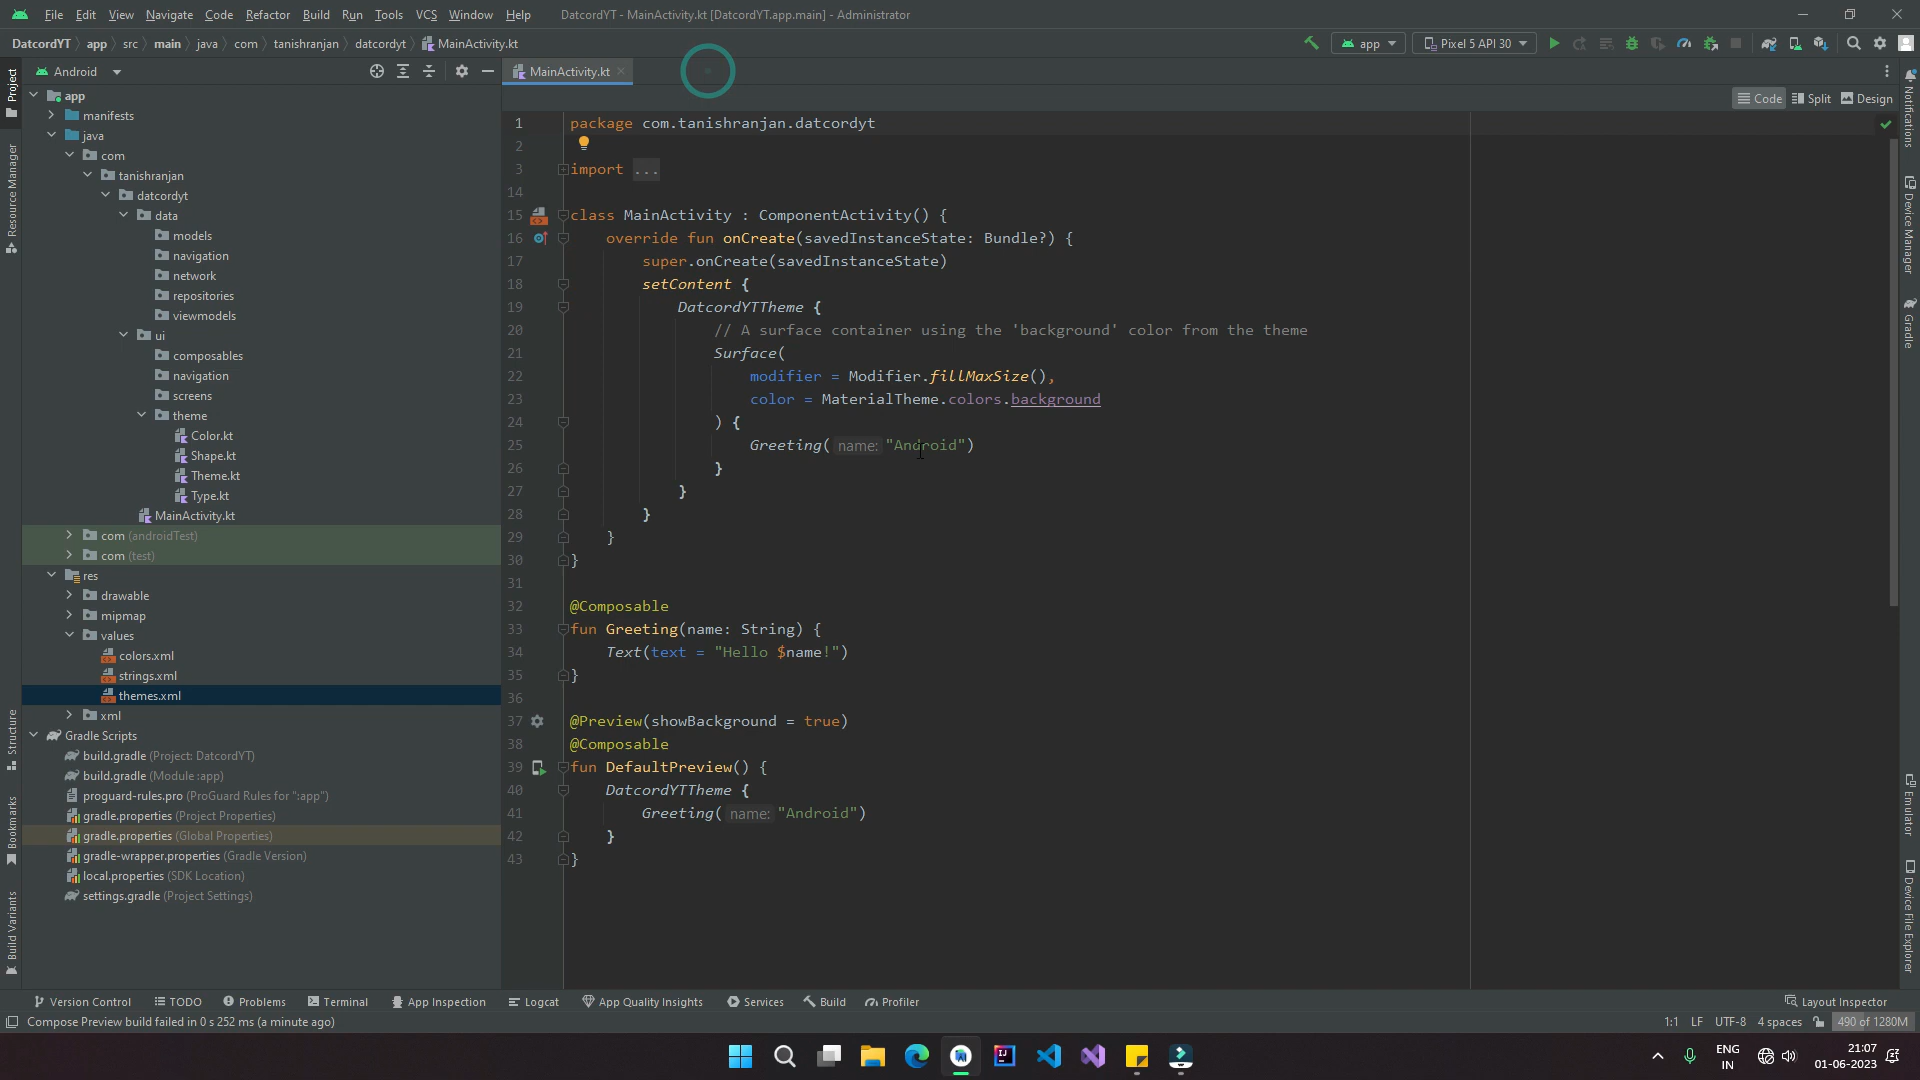 File Edit View Navigate Code Refactor Build Run Tools VCS Window Help DatcordYT - MainActivity.kt [DatcordYT.app.main] - Administrator
DatcordYT app src main java com tanishranjan datcordyt MainActivity.kt app Pixel 5 API 30
Android
MainActivity.kt
Code Split Design
Project
Resource Manager
Structure
Bookmarks
Build Variants
app
manifests
java
com
tanishranjan
datcordyt
data
models
navigation
network
repositories
viewmodels
ui
composables
navigation
screens
theme
Color.kt
Shape.kt
Theme.kt
Type.kt
MainActivity.kt
com (androidTest)
com (test)
res
drawable
mipmap
values
colors.xml
strings.xml
themes.xml
xml
Gradle Scripts
build.gradle (Project: DatcordYT)
build.gradle (Module :app)
proguard-rules.pro (ProGuard Rules for ":app")
gradle.properties (Project Properties)
gradle.properties (Global Properties)
gradle-wrapper.properties (Gradle Version)
local.properties (SDK Location)
settings.gradle (Project Settings)
1 package com.tanishranjan.datcordyt
2
3 import ...
14
15 class MainActivity : ComponentActivity() {
16 override fun onCreate(savedInstanceState: Bundle?) {
17 super.onCreate(savedInstanceState)
18 setContent {
19 DatcordYTTheme {
20 // A surface container using the 'background' color from the theme
21 Surface(
22 modifier = Modifier.fillMaxSize(),
23 color = MaterialTheme.colors.background
24 ) {
25 Greeting( name: "Android")
26 }
27 }
28 }
29 }
30 }
31
32 @Composable
33 fun Greeting(name: String) {
34 Text(text = "Hello $name!")
35 }
36
37 @Preview(showBackground = true)
38 @Composable
39 fun DefaultPreview() {
40 DatcordYTTheme {
41 Greeting( name: "Android")
42 }
43 }
Notifications
Device Manager
Gradle
Emulator
Device File Explorer
Version Control TODO Problems Terminal App Inspection Logcat App Quality Insights Services Build Profiler Layout Inspector
Compose Preview build failed in 0 s 252 ms (a minute ago) 1:1 LF UTF-8 4 spaces 490 of 1280M
ENG
IN
21:07
01-06-2023